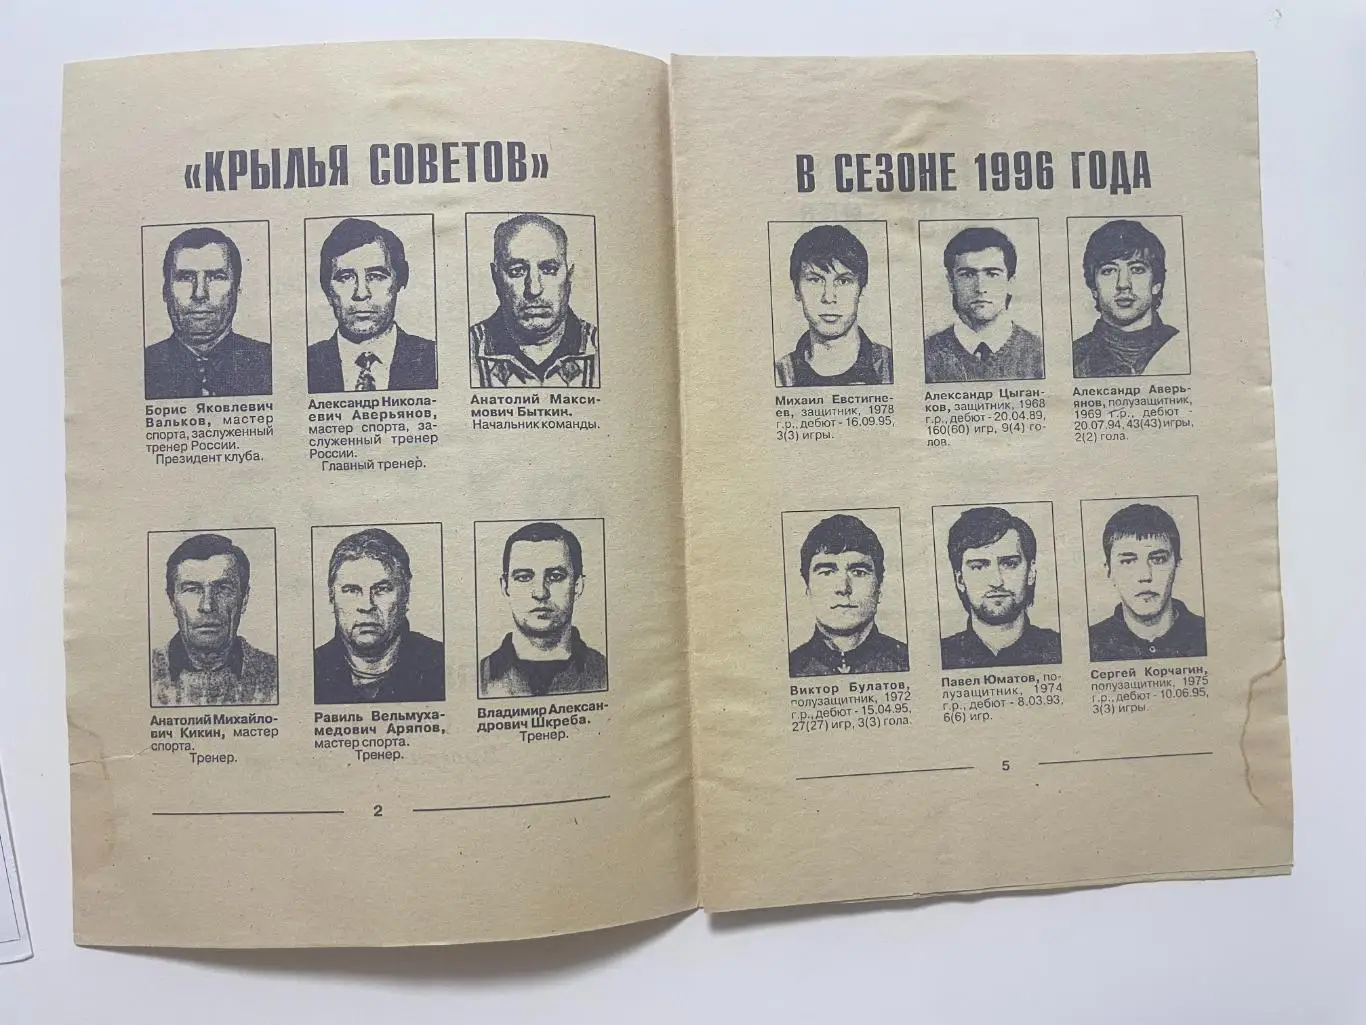 «КРЫЛЬЯ СОВЕТОВ»
Борис Яковлевич
Вальков, мастер
спорта, заслуженный
тренер России.
Президент клуба.
Александр Никола-
евич Аверьянов,
мастер спорта, за-
служенный тренер
России.
Главный тренер.
Анатолий Макси-
мович Быткин.
Начальник команды.
Анатолий Михайло-
вич Кикин, мастер
спорта.
Тренер.
Равиль Вельмуха-
медович Аряпов,
мастер спорта.
Тренер.
Владимир Алексан-
дрович Шкреба.
Тренер.
2
В СЕЗОНЕ 1996 ГОДА
Михаил Евстигне-
ев, защитник, 1978
г.р., дебют - 16.09.95,
3(3) игры.
Александр Цыган-
ков, защитник, 1968
г.р., дебют - 20.04.89,
160(60) игр, 9(4) го-
лов.
Александр Аверь-
янов, полузащитник,
1969 г.р., дебют -
20.07.94, 43(43) игры,
2(2) гола.
Виктор Булатов,
полузащитник, 1972
г.р., дебют - 15.04.95,
27(27) игр, 3(3) гола.
Павел Юматов, по-
лузащитник, 1974
г.р., дебют - 8.03.93,
6(6) игр.
Сергей Корчагин,
полузащитник, 1975
г.р., дебют - 10.06.95,
3(3) игры.
5